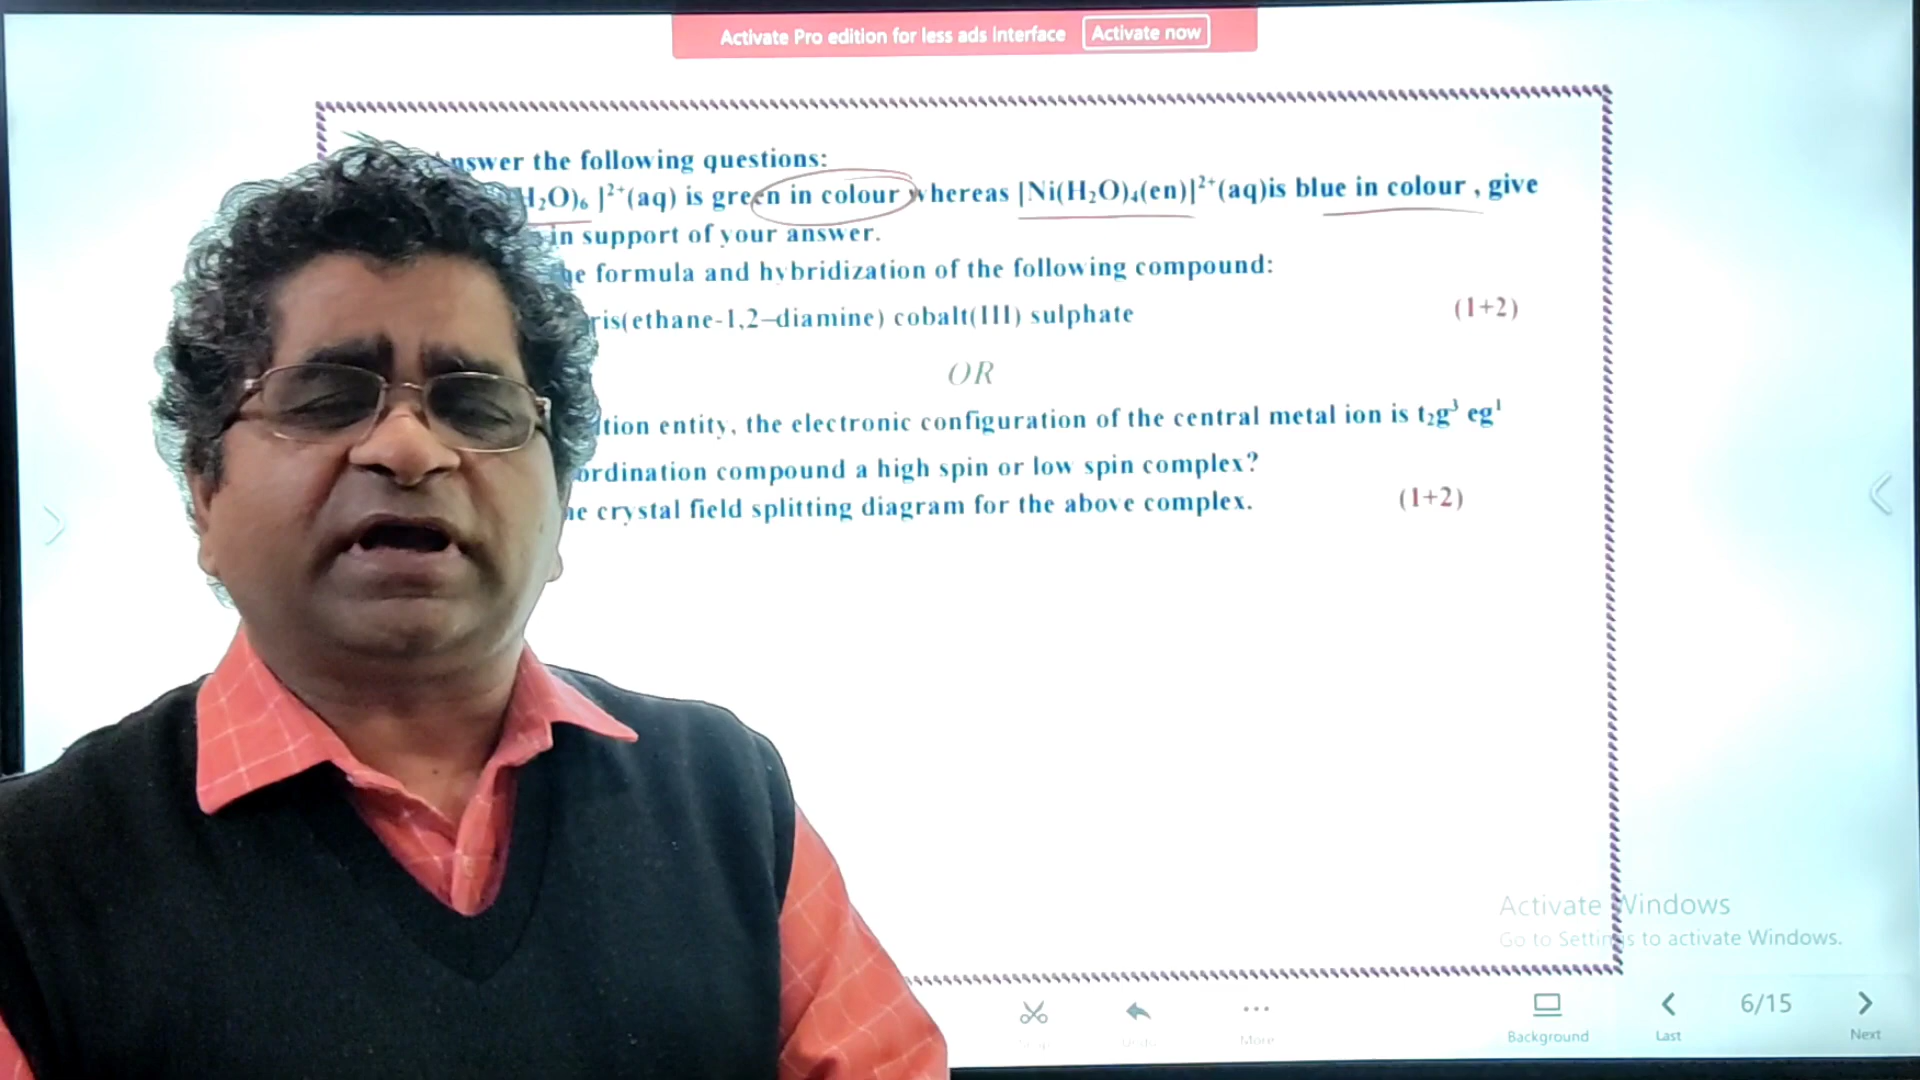 Activate Pro edition for less ads interface Activate now
nswer the following questions:
H₂O)₆ |²⁺(aq) is green in colour whereas |Ni(H₂O)₄(en)|²⁺(aq)is blue in colour , give
in support of your answer.
he formula and hybridization of the following compound:
ris(ethane-1,2–diamine) cobalt(III) sulphate (1+2)
OR
tion entity, the electronic configuration of the central metal ion is t₂g³ eg¹
ordination compound a high spin or low spin complex?
he crystal field splitting diagram for the above complex. (1+2)
Activate Windows
Go to Settings to activate Windows.
More Background Last 6/15 Next